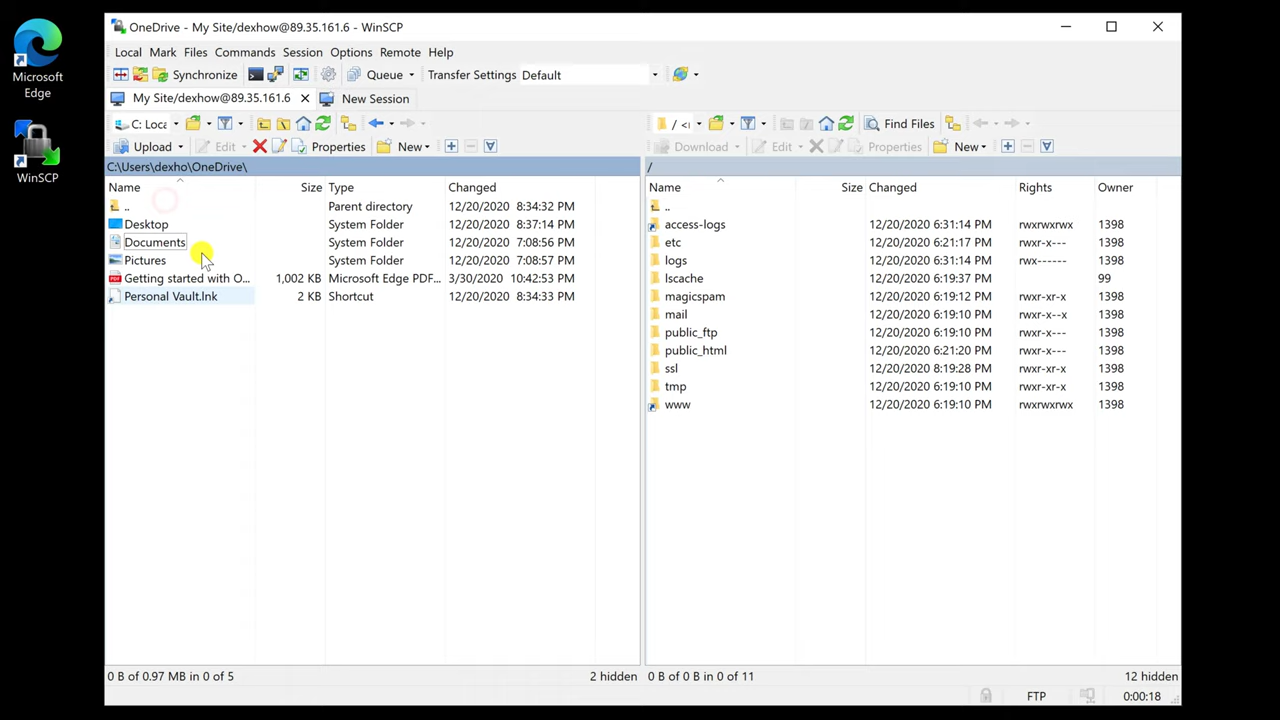 Microsoft
Edge
WinSCP
OneDrive - My Site/dexhow@89.35.161.6 - WinSCP
Local Mark Files Commands Session Options Remote Help
Synchronize Queue Transfer Settings Default
My Site/dexhow@89.35.161.6 New Session
C: Loca / <r Find Files
Upload Edit Properties New Download Edit Properties New
C:\Users\dexho\OneDrive\ /
Name Size Type Changed Name Size Changed Rights Owner
.. Parent directory 12/20/2020 8:34:32 PM ..
Desktop System Folder 12/20/2020 8:37:14 PM access-logs 12/20/2020 6:31:14 PM rwxrwxrwx 1398
Documents System Folder 12/20/2020 7:08:56 PM etc 12/20/2020 6:21:17 PM rwxr-x--- 1398
Pictures System Folder 12/20/2020 7:08:57 PM logs 12/20/2020 6:31:14 PM rwx------ 1398
Getting started with O... 1,002 KB Microsoft Edge PDF... 3/30/2020 10:42:53 PM lscache 12/20/2020 6:19:37 PM 99
Personal Vault.lnk 2 KB Shortcut 12/20/2020 8:34:33 PM magicspam 12/20/2020 6:19:12 PM rwxr-xr-x 1398
mail 12/20/2020 6:19:10 PM rwxr-x--x 1398
public_ftp 12/20/2020 6:19:10 PM rwxr-x--- 1398
public_html 12/20/2020 6:21:20 PM rwxr-x--- 1398
ssl 12/20/2020 8:19:28 PM rwxr-xr-x 1398
tmp 12/20/2020 6:19:10 PM rwxr-xr-x 1398
www 12/20/2020 6:19:10 PM rwxrwxrwx 1398
0 B of 0.97 MB in 0 of 5 2 hidden 0 B of 0 B in 0 of 11 12 hidden
FTP 0:00:18